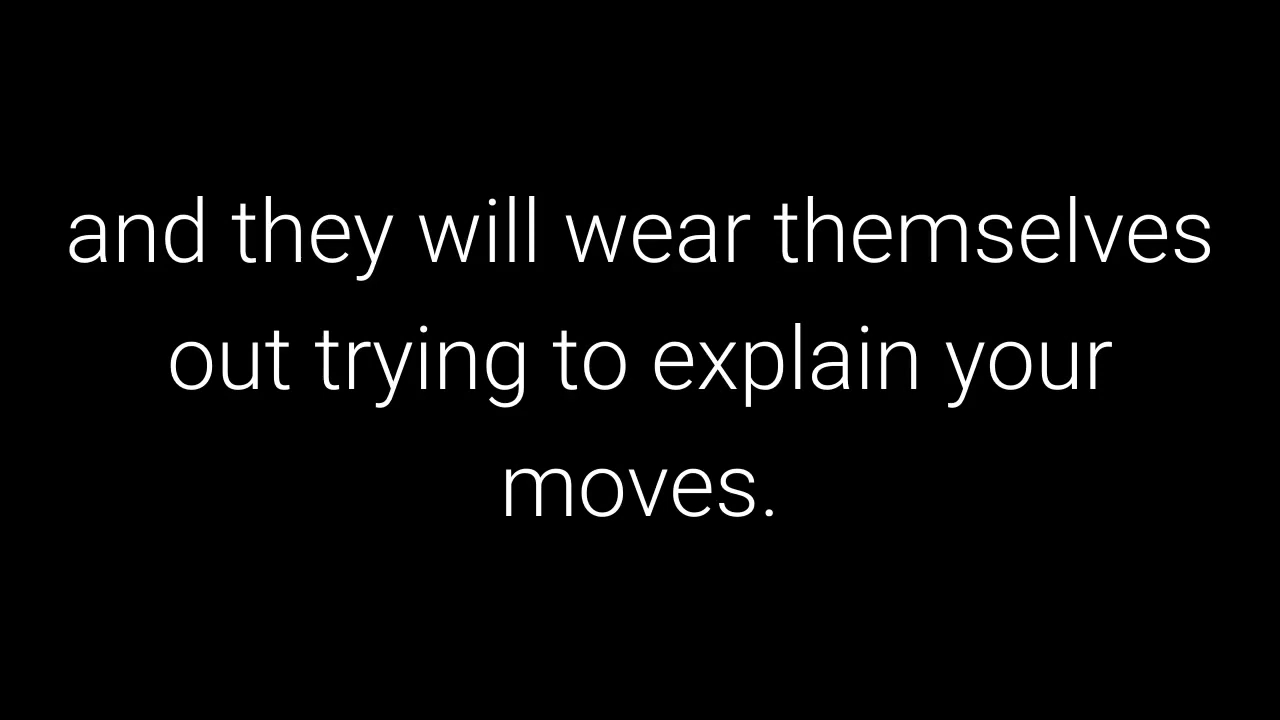 and they will wear themselves
out trying to explain your
moves.